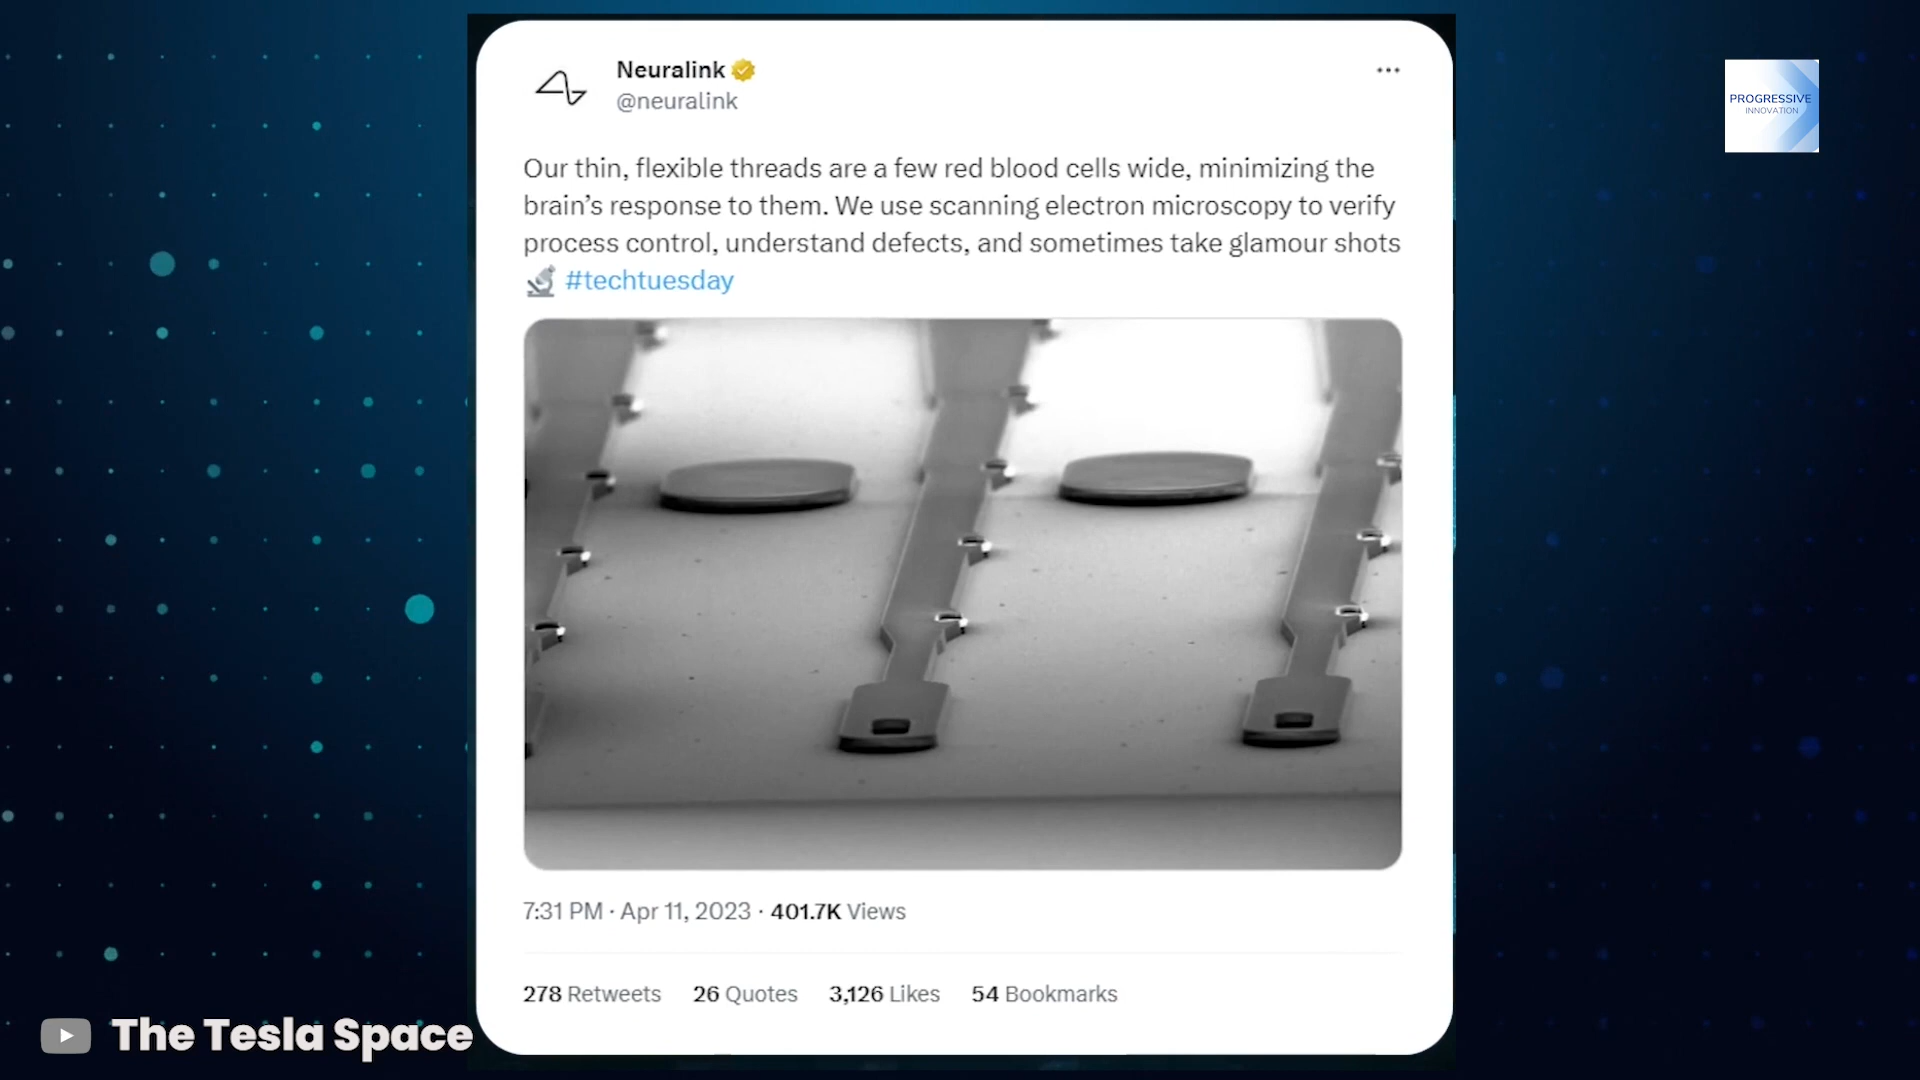 Neuralink
@neuralink
Our thin, flexible threads are a few red blood cells wide, minimizing the
brain’s response to them. We use scanning electron microscopy to verify
process control, understand defects, and sometimes take glamour shots
🔬 #techtuesday
7:31 PM · Apr 11, 2023 · 401.7K Views
278 Retweets 26 Quotes 3,126 Likes 54 Bookmarks
PROGRESSIVE
INNOVATION
The Tesla Space